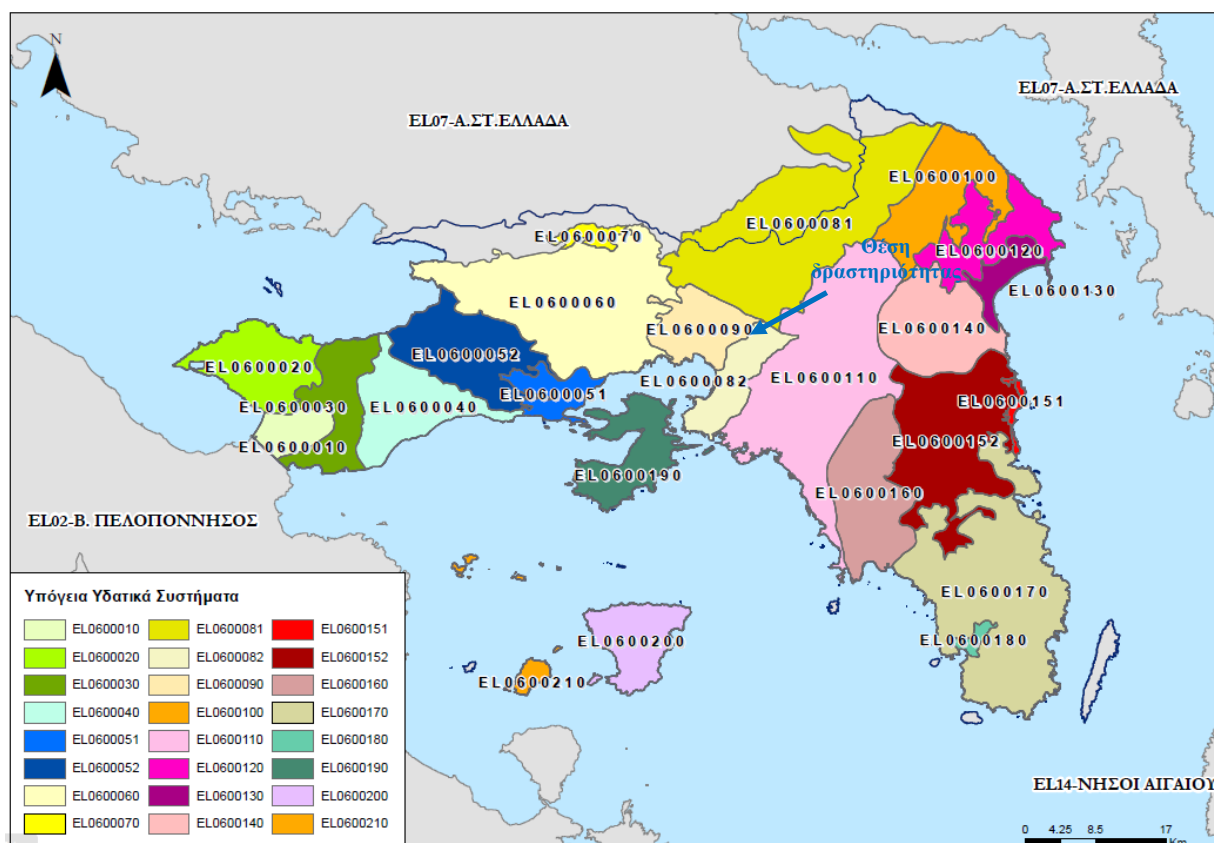 N
EL07-Α.ΣΤ.ΕΛΛΑΔΑ
EL07-Α.ΣΤ.ΕΛΛΑΔΑ
EL0600100
EL0600081
EL0600070
Θέση
δραστηριότητας
EL0600120
EL0600130
EL0600060
EL0600090
EL0600140
EL0600052
EL0600020
EL0600082
EL0600110
EL0600051
EL0600030
EL0600040
EL0600151
EL0600010
EL0600152
EL0600190
EL0600160
EL02-Β. ΠΕΛΟΠΟΝΝΗΣΟΣ
EL0600170
EL0600200
EL0600180
EL0600210
EL14-ΝΗΣΟΙ ΑΙΓΑΙΟΥ
Υπόγεια Υδατικά Συστήματα
EL0600010 EL0600081 EL0600151
EL0600020 EL0600082 EL0600152
EL0600030 EL0600090 EL0600160
EL0600040 EL0600100 EL0600170
EL0600051 EL0600110 EL0600180
EL0600052 EL0600120 EL0600190
EL0600060 EL0600130 EL0600200
EL0600070 EL0600140 EL0600210
0 4.25 8.5 17
Km